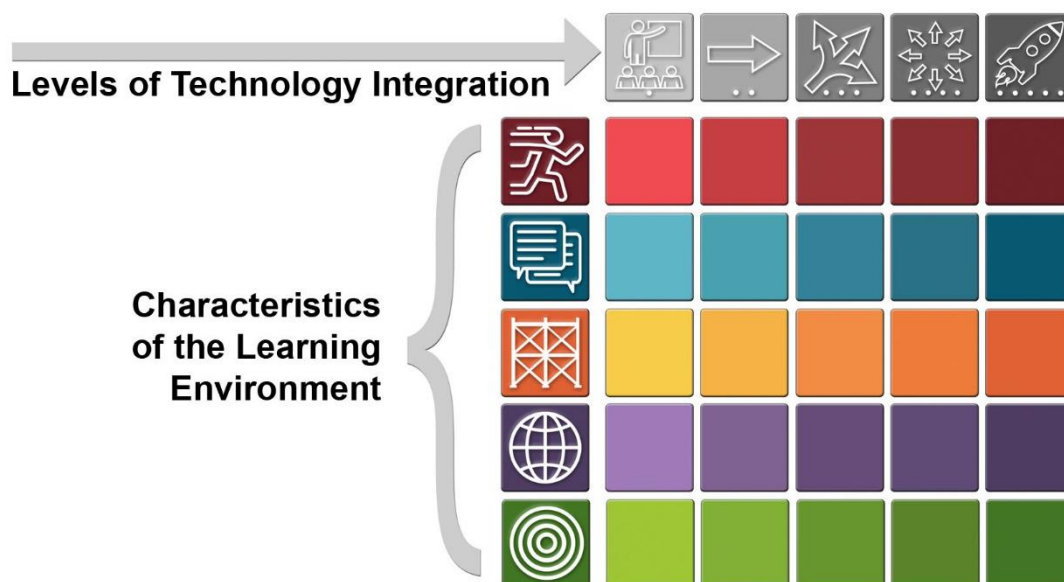 Levels of Technology Integration
Characteristics
of the Learning
Environment